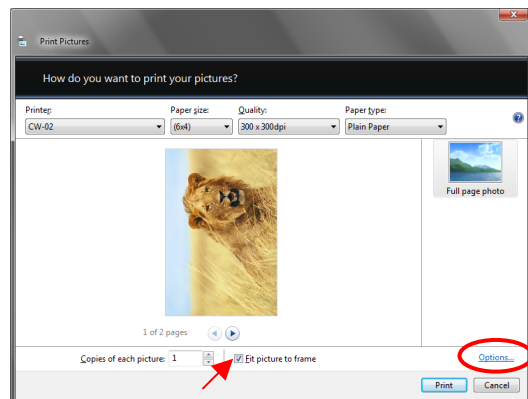 Print Pictures
How do you want to print your pictures?
Printer: Paper size: Quality: Paper type:
CW-02 (6x4) 300 x 300dpi Plain Paper
Full page photo
1 of 2 pages
Copies of each picture: 1 Fit picture to frame Options...
Print Cancel